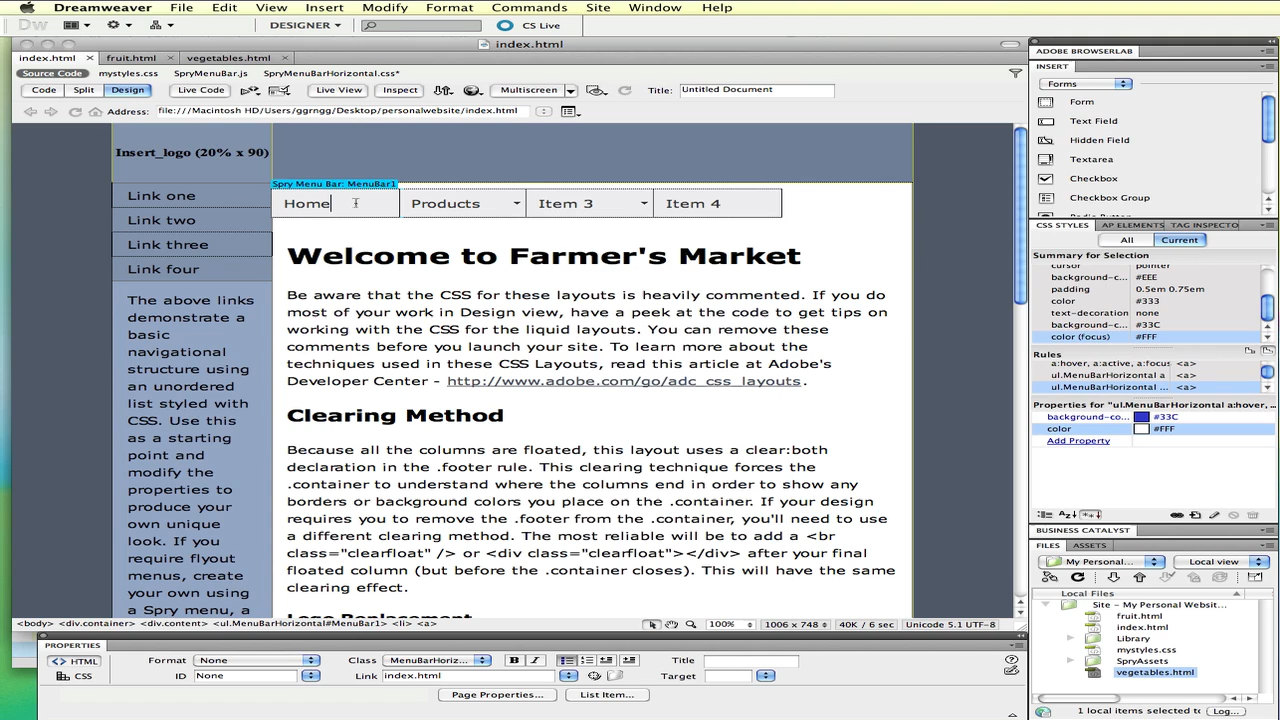 Dreamweaver File Edit View Insert Modify Format Commands Site Window Help
Dw DESIGNER CS Live
index.html
index.html fruit.html vegetables.html
Source Code mystyles.css SpryMenuBar.js SpryMenuBarHorizontal.css*
Code Split Design Live Code Live View Inspect Multiscreen Title: Untitled Document
Address: file:///Macintosh HD/Users/ggrngg/Desktop/personalwebsite/index.html
Insert_logo (20% x 90)
Spry Menu Bar: MenuBar1
Home Products Item 3 Item 4
Link one
Link two
Link three
Link four
The above links
demonstrate a
basic
navigational
structure using
an unordered
list styled with
CSS. Use this
as a starting
point and
modify the
properties to
produce your
own unique
look. If you
require flyout
menus, create
your own using
a Spry menu, a
Welcome to Farmer's Market
Be aware that the CSS for these layouts is heavily commented. If you do
most of your work in Design view, have a peek at the code to get tips on
working with the CSS for the liquid layouts. You can remove these
comments before you launch your site. To learn more about the
techniques used in these CSS Layouts, read this article at Adobe's
Developer Center - http://www.adobe.com/go/adc_css_layouts.
Clearing Method
Because all the columns are floated, this layout uses a clear:both
declaration in the .footer rule. This clearing technique forces the
.container to understand where the columns end in order to show any
borders or background colors you place on the .container. If your design
requires you to remove the .footer from the .container, you'll need to use
a different clearing method. The most reliable will be to add a <br
class="clearfloat" /> or <div class="clearfloat"></div> after your final
floated column (but before the .container closes). This will have the same
clearing effect.
Logo Replacement
<body> <div.container> <div.content> <ul.MenuBarHorizontal#MenuBar1> <li> <a>
100% 1006 x 748 40K / 6 sec Unicode 5.1 UTF-8
PROPERTIES
HTML Format None Class MenuBarHoriz... B I Title
CSS ID None Link index.html Target
Page Properties... List Item...
ADOBE BROWSERLAB
INSERT
Forms
Form
Text Field
Hidden Field
Textarea
Checkbox
Checkbox Group
Radio Button
CSS STYLES AP ELEMENTS TAG INSPECTO
All Current
Summary for Selection
cursor pointer
background-c... #EEE
padding 0.5em 0.75em
color #333
text-decoration none
background-c... #33C
color (focus) #FFF
Rules
a:hover, a:active, a:focus <a>
ul.MenuBarHorizontal a <a>
ul.MenuBarHorizontal ... <a>
Properties for "ul.MenuBarHorizontal a:hover,
background-co... #33C
color #FFF
Add Property
BUSINESS CATALYST
FILES ASSETS
My Personal... Local view
Local Files
Site - My Personal Websit...
fruit.html
index.html
Library
mystyles.css
SpryAssets
vegetables.html
1 local items selected to Log...